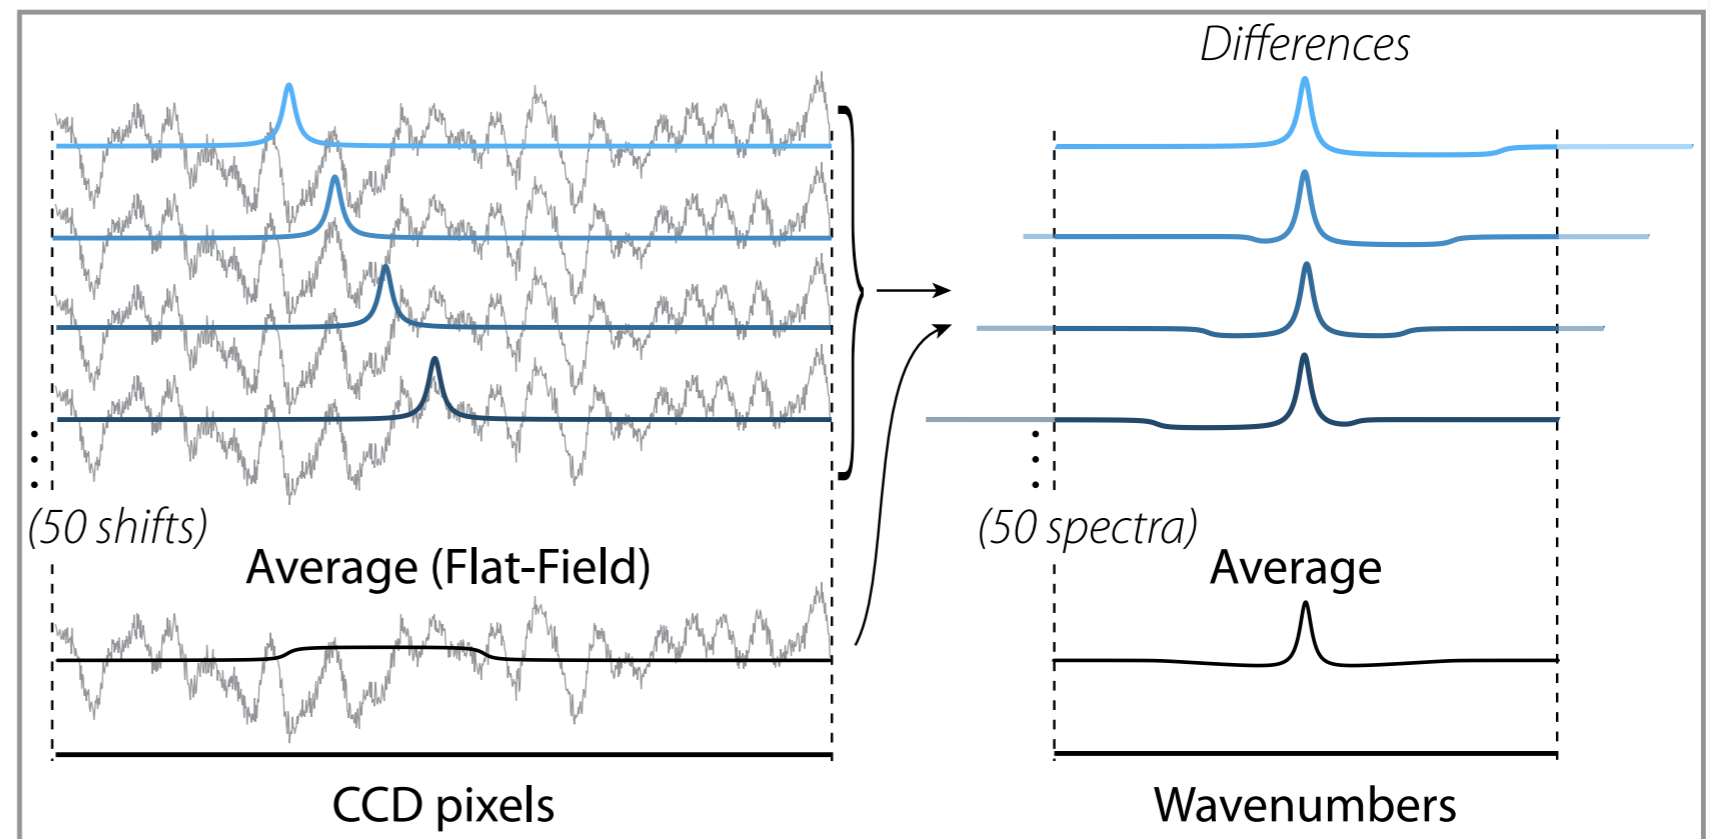 Differences
(50 shifts)
(50 spectra)
Average (Flat-Field)
Average
CCD pixels
Wavenumbers